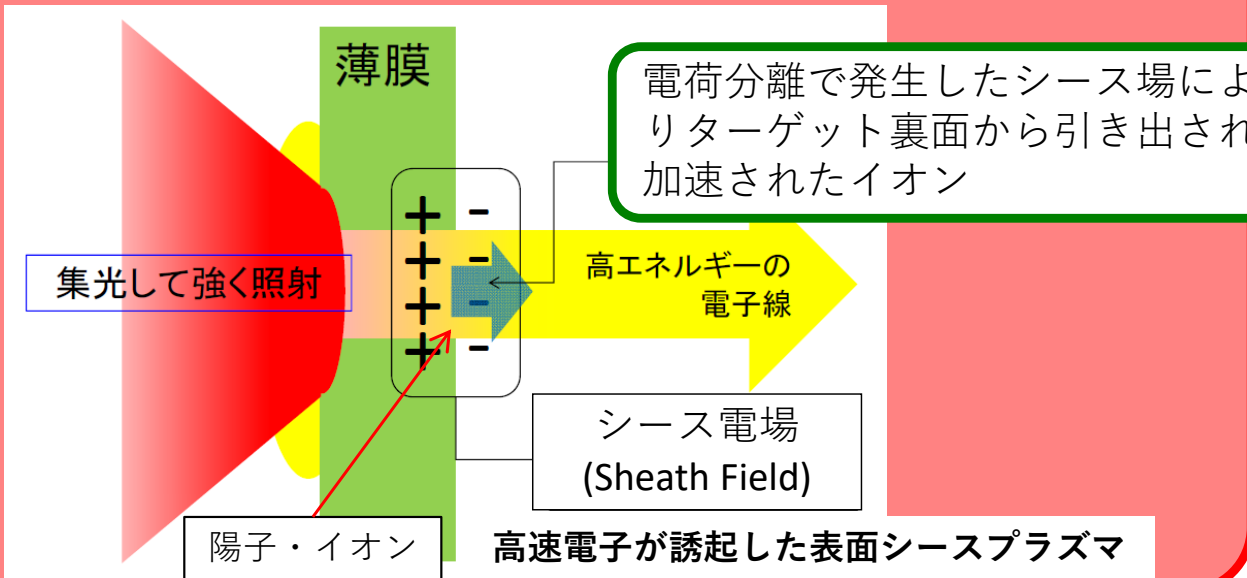 薄膜
電荷分離で発生したシース場によ
りターゲット裏面から引き出され
加速されたイオン
+ -
+ -
+ -
+ -
集光して強く照射
高エネルギーの
電子線
シース電場
(Sheath Field)
陽子・イオン
高速電子が誘起した表面シースプラズマ